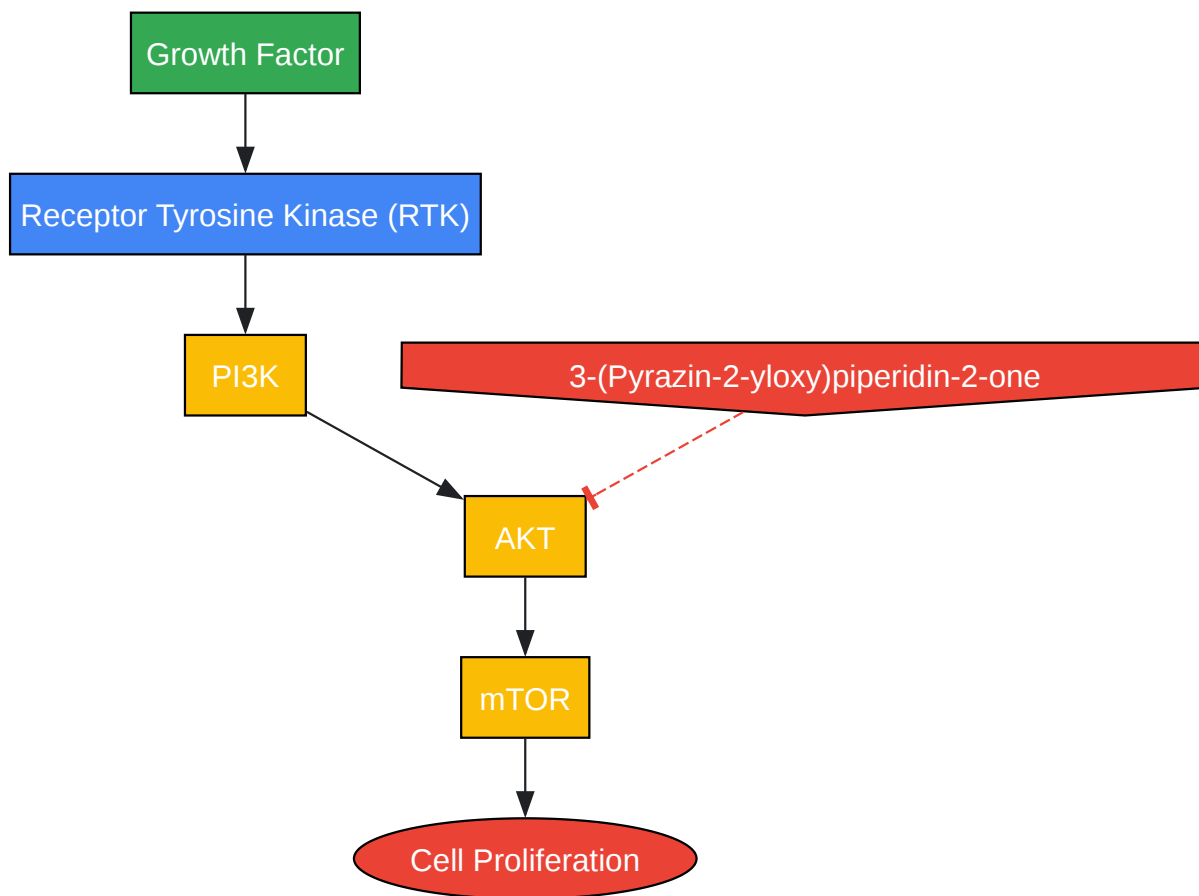 Growth Factor
Receptor Tyrosine Kinase (RTK)
PI3K
3-(Pyrazin-2-yloxy)piperidin-2-one
AKT
mTOR
Cell Proliferation